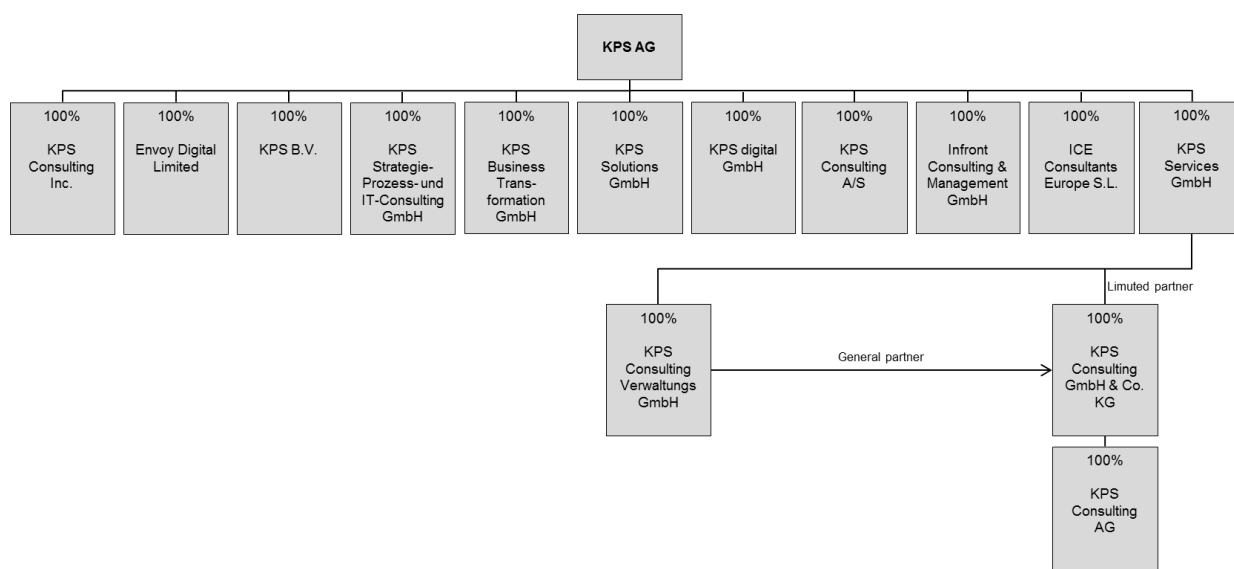 KPS AG
100%
KPS
Consulting
Inc.
100%
Envoy Digital
Limited
100%
KPS B.V.
100%
KPS
Strategie-
Prozess- und
IT-Consulting
GmbH
100%
KPS
Business
Trans-
formation
GmbH
100%
KPS
Solutions
GmbH
100%
KPS digital
GmbH
100%
KPS
Consulting
A/S
100%
Infront
Consulting &
Management
GmbH
100%
ICE
Consultants
Europe S.L.
100%
KPS
Services
GmbH
Limuted partner
100%
KPS
Consulting
Verwaltungs
GmbH
General partner
100%
KPS
Consulting
GmbH & Co.
KG
100%
KPS
Consulting
AG